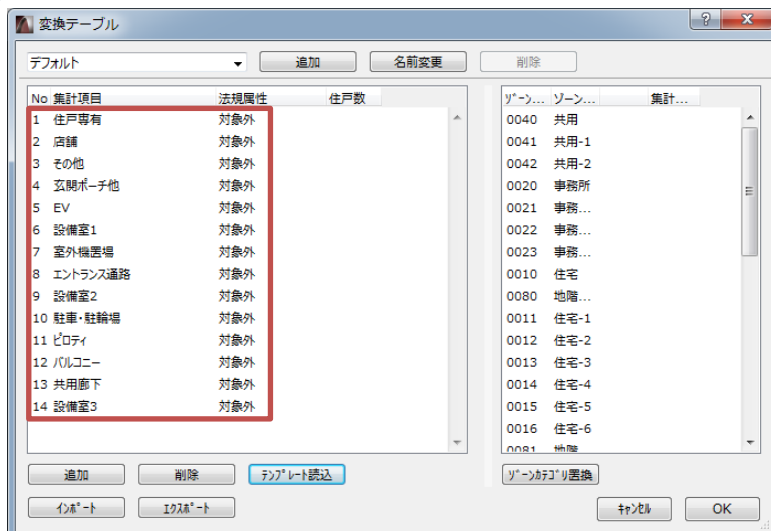 変換テーブル
デフォルト 追加 名前変更 削除
No 集計項目 法規属性 住戸数
1 住戸専有 対象外
2 店舗 対象外
3 その他 対象外
4 玄関ポーチ他 対象外
5 EV 対象外
6 設備室1 対象外
7 室外機置場 対象外
8 エントランス通路 対象外
9 設備室2 対象外
10 駐車・駐輪場 対象外
11 ピロティ 対象外
12 バルコニー 対象外
13 共用廊下 対象外
14 設備室3 対象外
ゾーン... ゾーン... 集計...
0040 共用
0041 共用-1
0042 共用-2
0020 事務所
0021 事務...
0022 事務...
0023 事務...
0010 住宅
0080 地階...
0011 住宅-1
0012 住宅-2
0013 住宅-3
0014 住宅-4
0015 住宅-5
0016 住宅-6
0081 地階
追加 削除 テンプレート読込 ゾーンカテゴリ置換
インポート エクスポート キャンセル OK